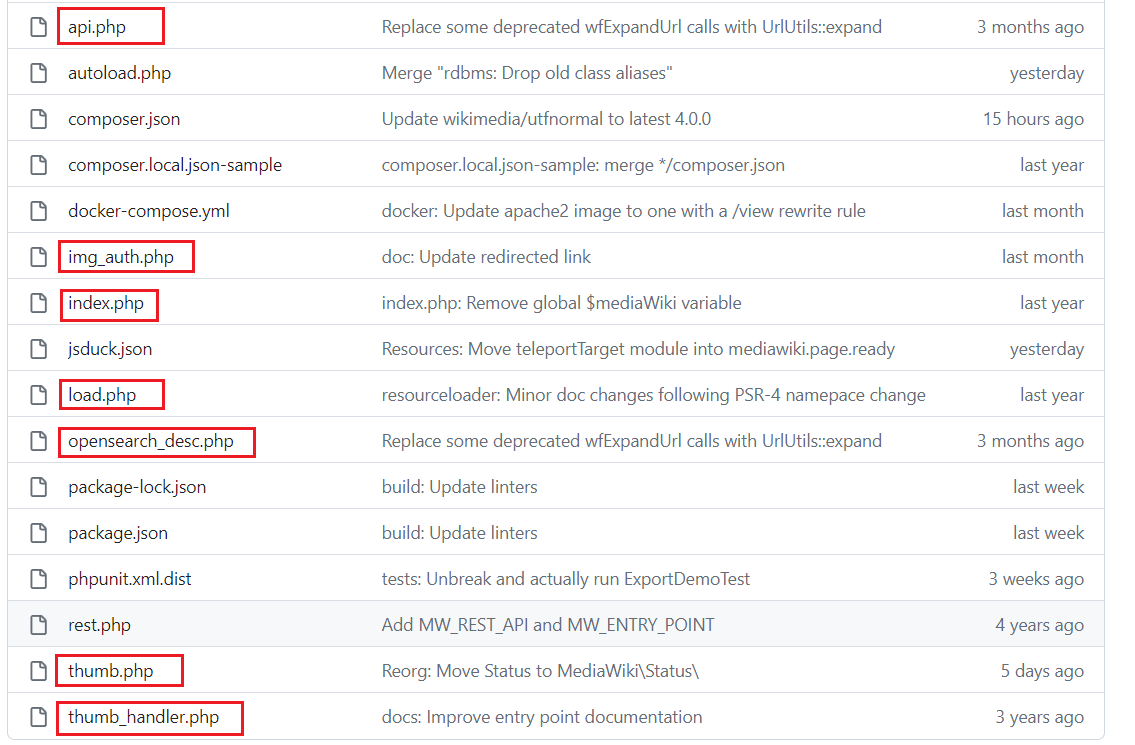 api.php Replace some deprecated wfExpandUrl calls with UrlUtils::expand 3 months ago
autoload.php Merge "rdbms: Drop old class aliases" yesterday
composer.json Update wikimedia/utfnormal to latest 4.0.0 15 hours ago
composer.local.json-sample composer.local.json-sample: merge */composer.json last year
docker-compose.yml docker: Update apache2 image to one with a /view rewrite rule last month
img_auth.php doc: Update redirected link last month
index.php index.php: Remove global $mediaWiki variable last year
jsduck.json Resources: Move teleportTarget module into mediawiki.page.ready yesterday
load.php resourceloader: Minor doc changes following PSR-4 namepace change last year
opensearch_desc.php Replace some deprecated wfExpandUrl calls with UrlUtils::expand 3 months ago
package-lock.json build: Update linters last week
package.json build: Update linters last week
phpunit.xml.dist tests: Unbreak and actually run ExportDemoTest 3 weeks ago
rest.php Add MW_REST_API and MW_ENTRY_POINT 4 years ago
thumb.php Reorg: Move Status to MediaWiki\Status\ 5 days ago
thumb_handler.php docs: Improve entry point documentation 3 years ago